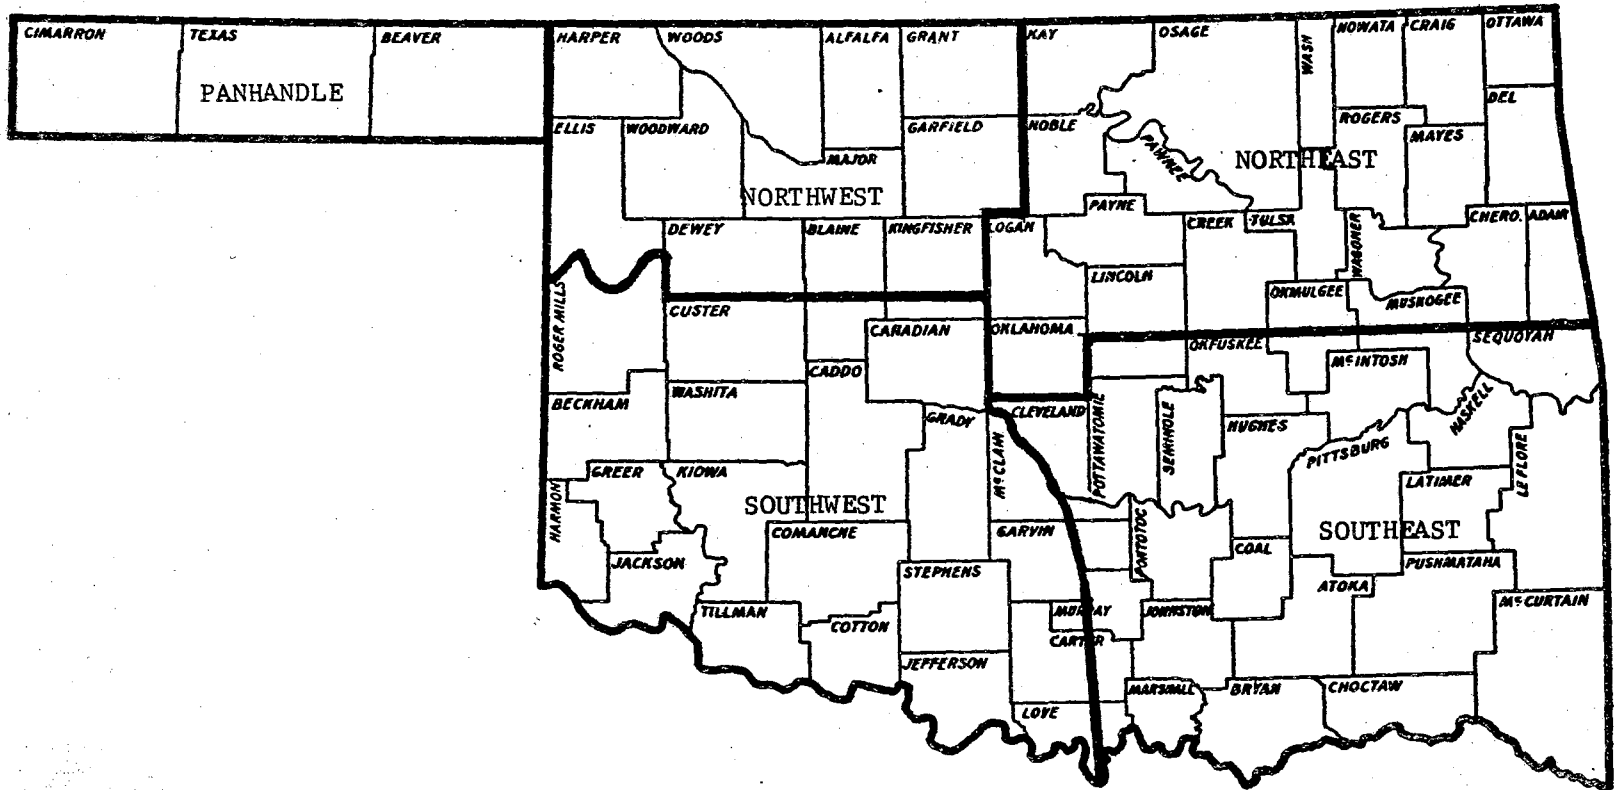 CIMARRON
TEXAS
BEAVER
HARPER
WOODS
ALFALFA
GRANT
KAY
OSAGE
WASH
NOWATA
CRAIG
OTTAWA
PANHANDLE
DEL
ELLIS
WOODWARD
GARFIELD
NOBLE
ROGERS
MAYES
MAJOR
PAWNEE
NORTHEAST
NORTHWEST
PAYNE
DEWEY
BLAINE
KINGFISHER
LOGAN
CREEK
TULSA
WAGONER
CHERO.
ADAIR
LINCOLN
OKMULGEE
MUSKOGEE
ROGER MILLS
CUSTER
CANADIAN
OKLAHOMA
OKFUSKEE
McINTOSH
SEQUOYAH
CADDO
BECKHAM
WASHITA
GRADY
CLEVELAND
POTTAWATOMIE
SEMINOLE
HUGHES
HASKELL
PITTSBURG
LE FLORE
McCLAIN
GREER
KIOWA
LATIMER
HARMON
SOUTHWEST
SOUTHEAST
COMANCHE
GARVIN
PONTOTOC
COAL
JACKSON
STEPHENS
ATOKA
PUSHMATAHA
TILLMAN
COTTON
MURRAY
JOHNSTON
McCURTAIN
CARTER
JEFFERSON
LOVE
MARSHALL
BRYAN
CHOCTAW